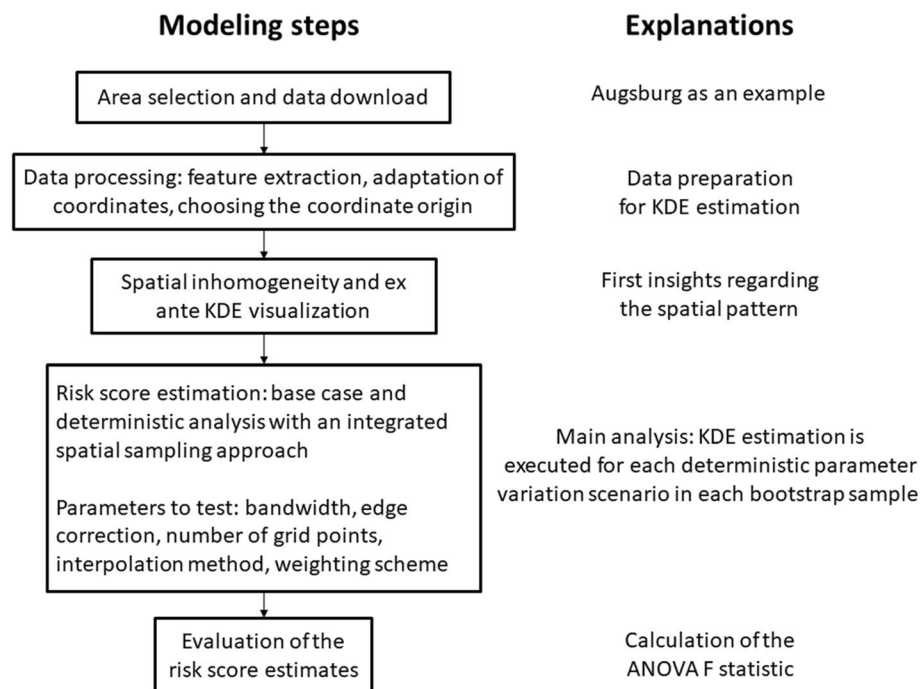 Modeling steps
Explanations
Area selection and data download
Augsburg as an example
Data processing: feature extraction, adaptation of
coordinates, choosing the coordinate origin
Data preparation
for KDE estimation
Spatial inhomogeneity and ex
ante KDE visualization
First insights regarding
the spatial pattern
Risk score estimation: base case and
deterministic analysis with an integrated
spatial sampling approach
Parameters to test: bandwidth, edge
correction, number of grid points,
interpolation method, weighting scheme
Main analysis: KDE estimation is
executed for each deterministic parameter
variation scenario in each bootstrap sample
Evaluation of the
risk score estimates
Calculation of the
ANOVA F statistic